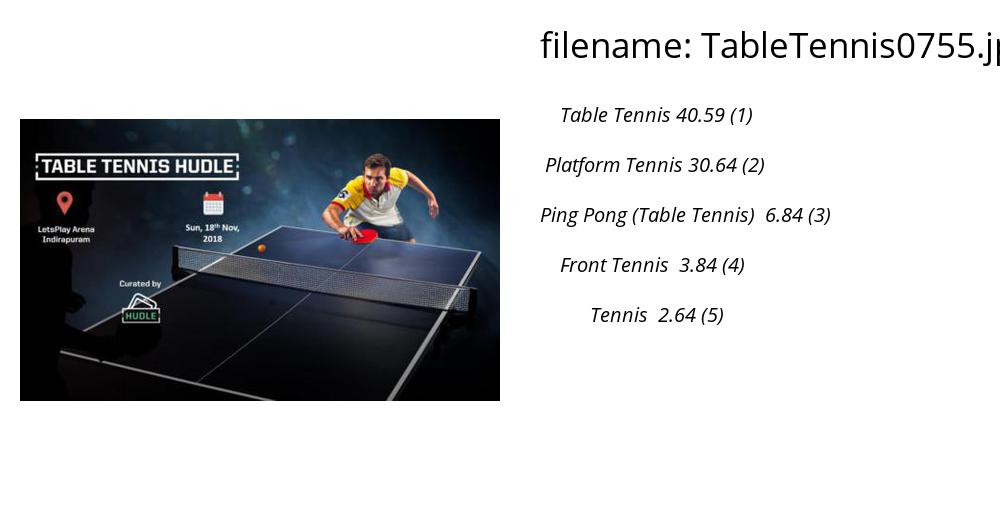 filename: TableTennis0755.jp
Table Tennis 40.59 (1)
Platform Tennis 30.64 (2)
Ping Pong (Table Tennis)  6.84 (3)
Front Tennis  3.84 (4)
Tennis  2.64 (5)
TABLE TENNIS HUDLE
LetsPlay Arena
Indirapuram
Sun, 18th Nov,
2018
Curated by
HUDLE